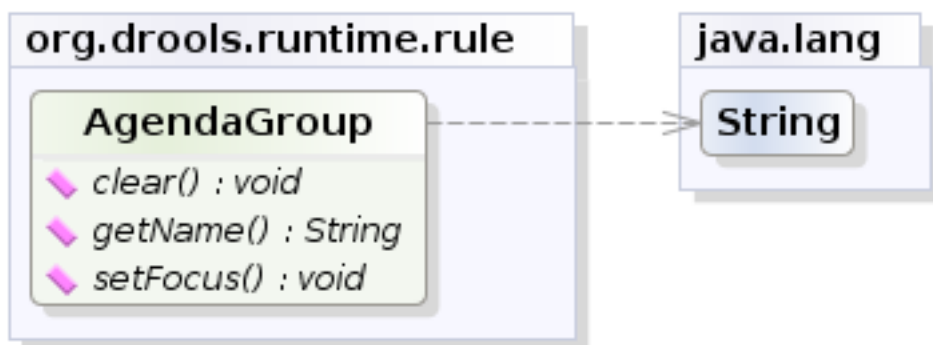 org.drools.runtime.rule
java.lang
AgendaGroup
String
clear() : void
getName() : String
setFocus() : void